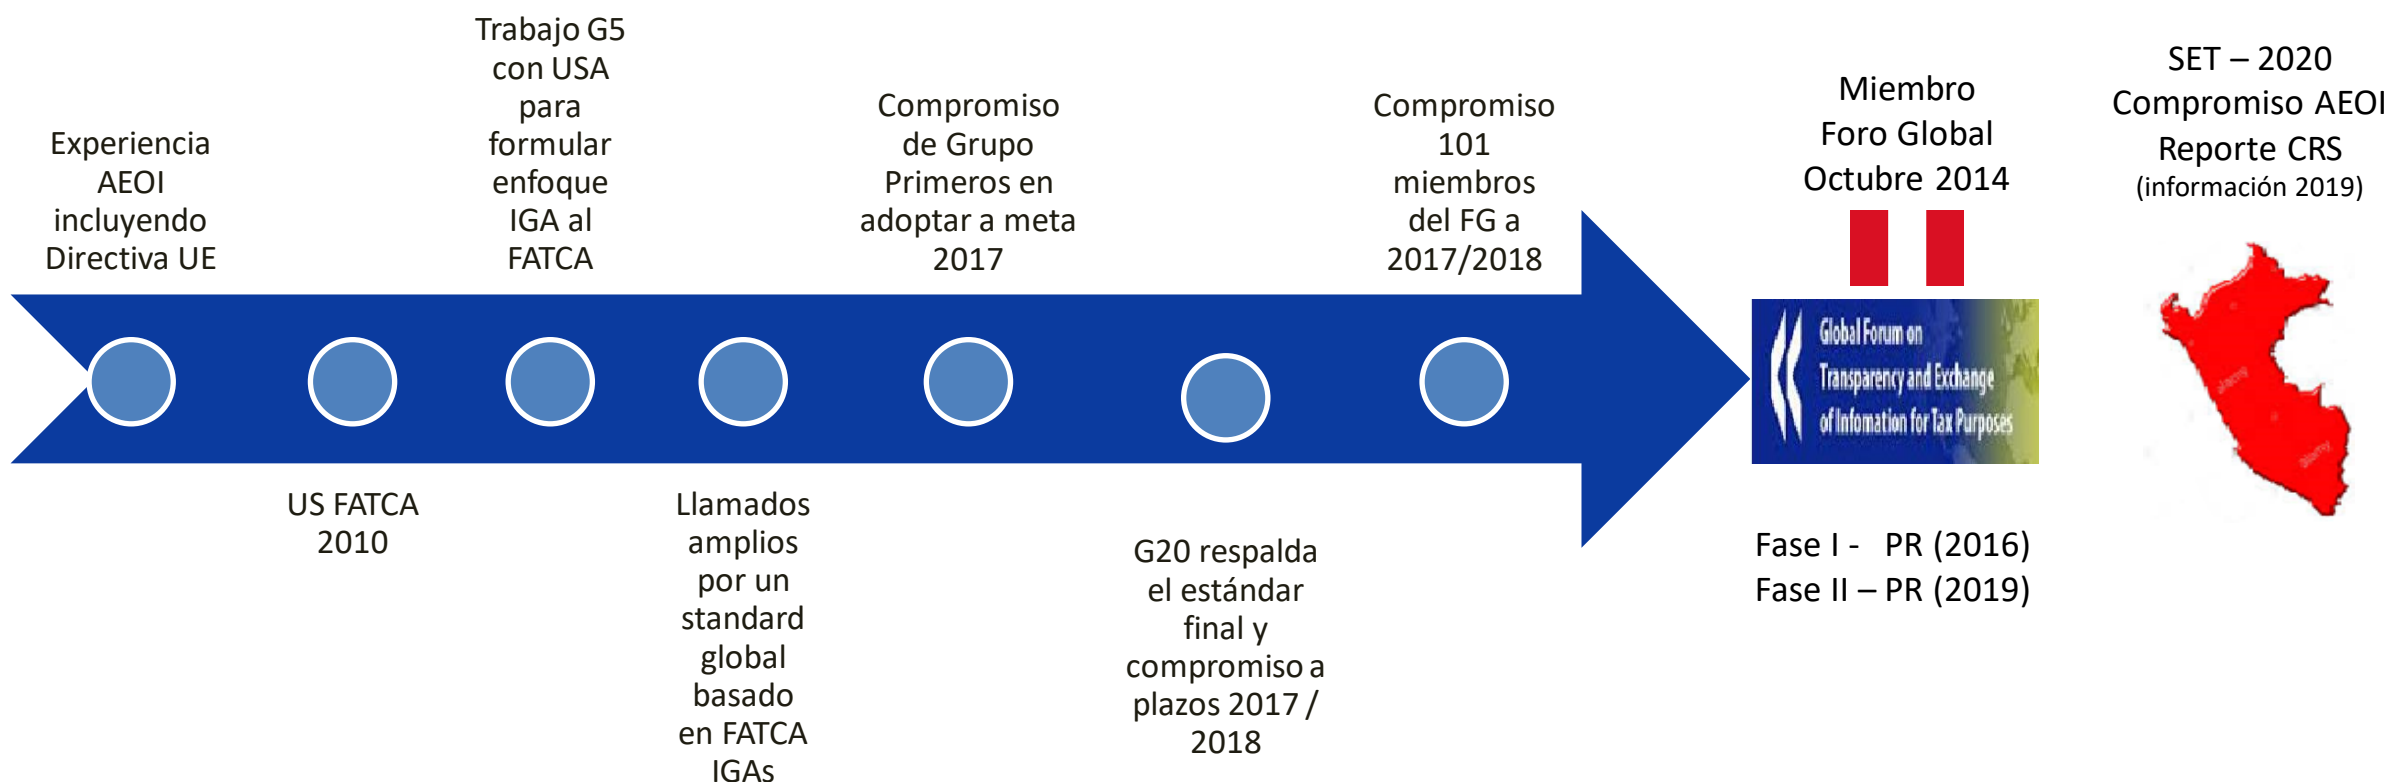 Experiencia
AEOI
incluyendo
Directiva UE
US FATCA
2010
Trabajo G5
con USA
para
formular
enfoque
IGA al
FATCA
Llamados
amplios
por un
standard
global
basado
en FATCA
IGAs
Compromiso
de Grupo
Primeros en
adoptar a meta
2017
G20 respalda
el estándar
final y
compromiso a
plazos 2017 /
2018
Compromiso
101
miembros
del FG a
2017/2018
Miembro
Foro Global
Octubre 2014
Global Forum on
Transparency and Exchange
of Infomation for Tax Purposes
Fase I - PR (2016)
Fase II – PR (2019)
SET – 2020
Compromiso AEOI
Reporte CRS
(información 2019)
alamy
alamy